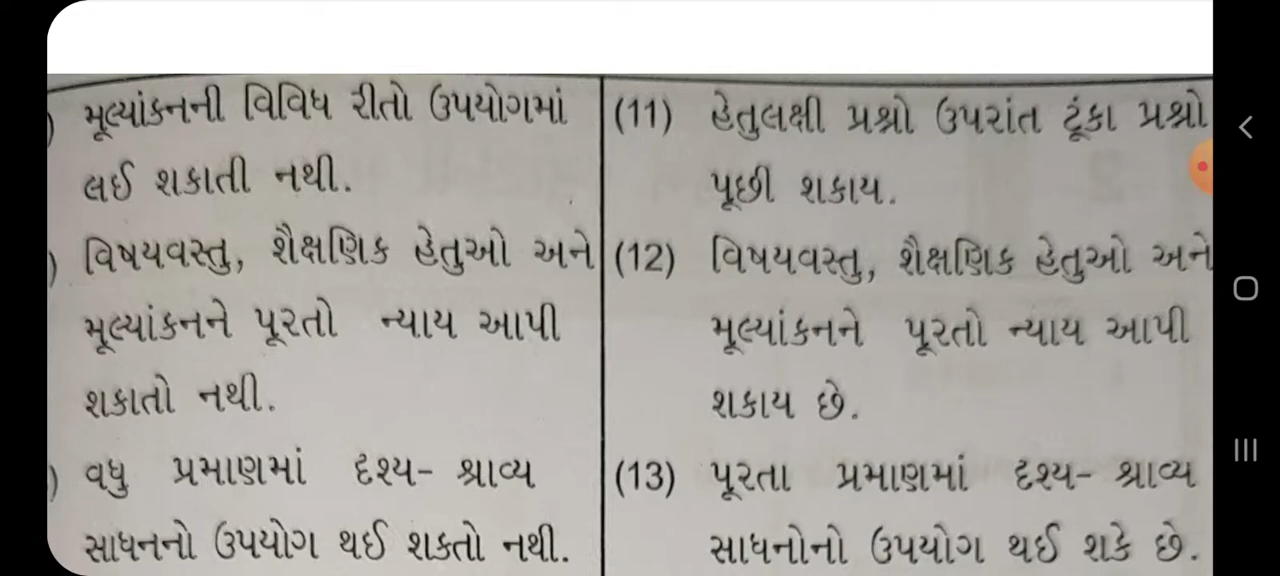 ) મૂલ્યાંકનની વિવિધ રીતો ઉપયોગમાં
લઈ શકાતી નથી.
) વિષયવસ્તુ, શૈક્ષણિક હેતુઓ અને
મૂલ્યાંકનને પૂરતો ન્યાય આપી
શકાતો નથી.
) વધુ પ્રમાણમાં દૃશ્ય- શ્રાવ્ય
સાધનનો ઉપયોગ થઈ શક્તો નથી.
(11) હેતુલક્ષી પ્રશ્નો ઉપરાંત ટૂંકા પ્રશ્નો
પૂછી શકાય.
(12) વિષયવસ્તુ, શૈક્ષણિક હેતુઓ અને
મૂલ્યાંકનને પૂરતો ન્યાય આપી
શકાય છે.
(13) પૂરતા પ્રમાણમાં દૃશ્ય- શ્રાવ્ય
સાધનોનો ઉપયોગ થઈ શકે છે.